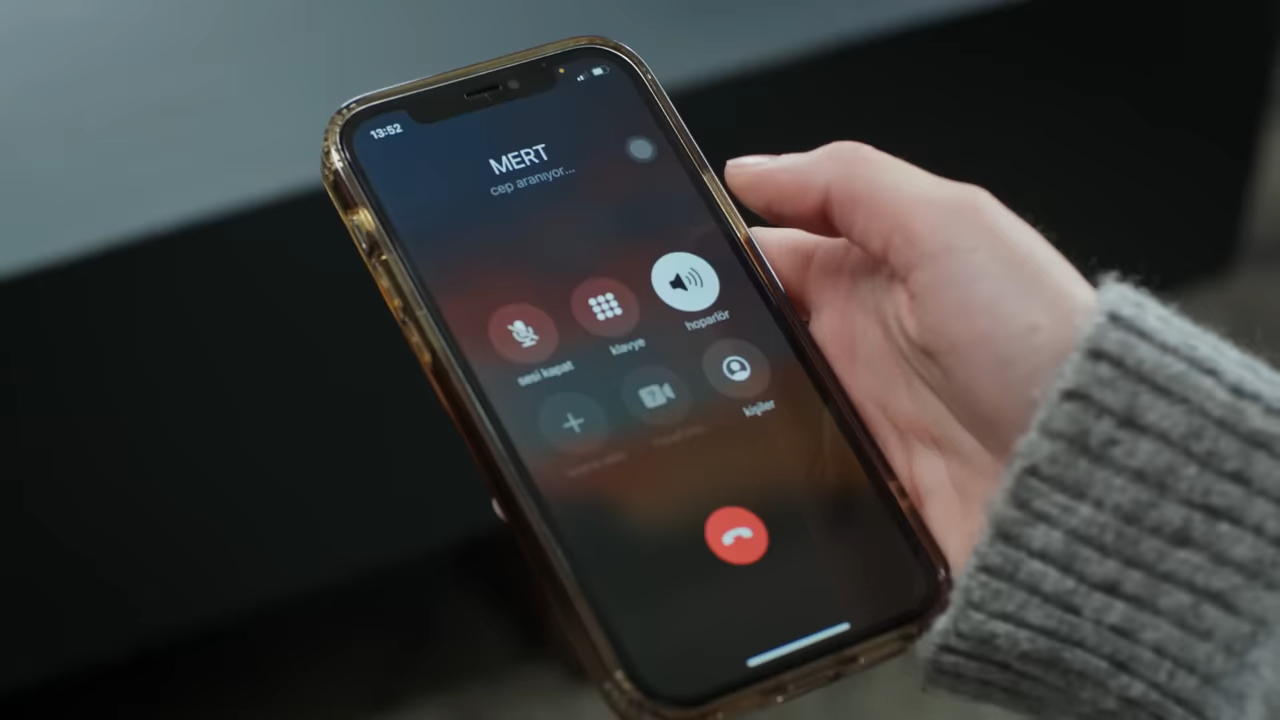 13:52
MERT
cep aranıyor...
sesi kapat
klavye
hoparlör
kişiler